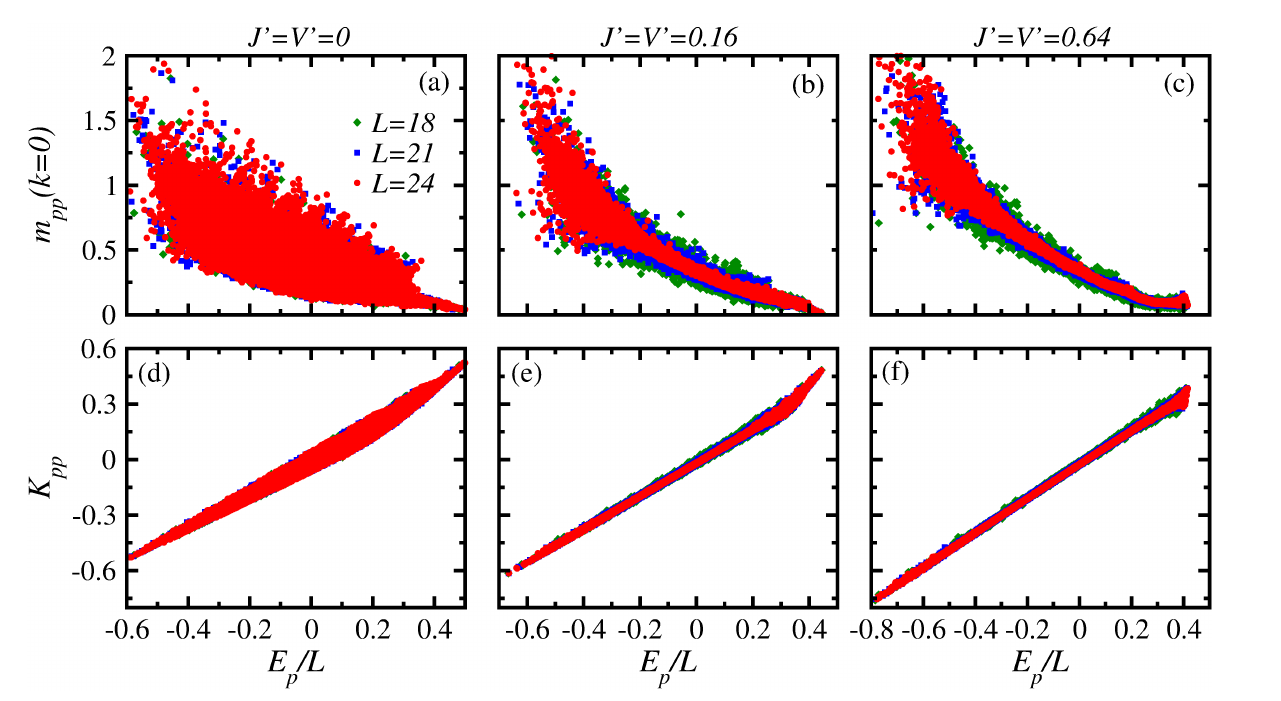 J'=V'=0 J'=V'=0.16 J'=V'=0.64
2 (a) (b) (c)
1.5 L=18
L=21
1 L=24
m_pp(k=0)
0.5
0
0.6
(d) (e) (f)
0.3
0
K_pp
-0.3
-0.6
-0.6 -0.4 -0.2 0 0.2 0.4 -0.6 -0.4 -0.2 0 0.2 0.4 -0.8 -0.6 -0.4 -0.2 0 0.2 0.4
E_p/L E_p/L E_p/L